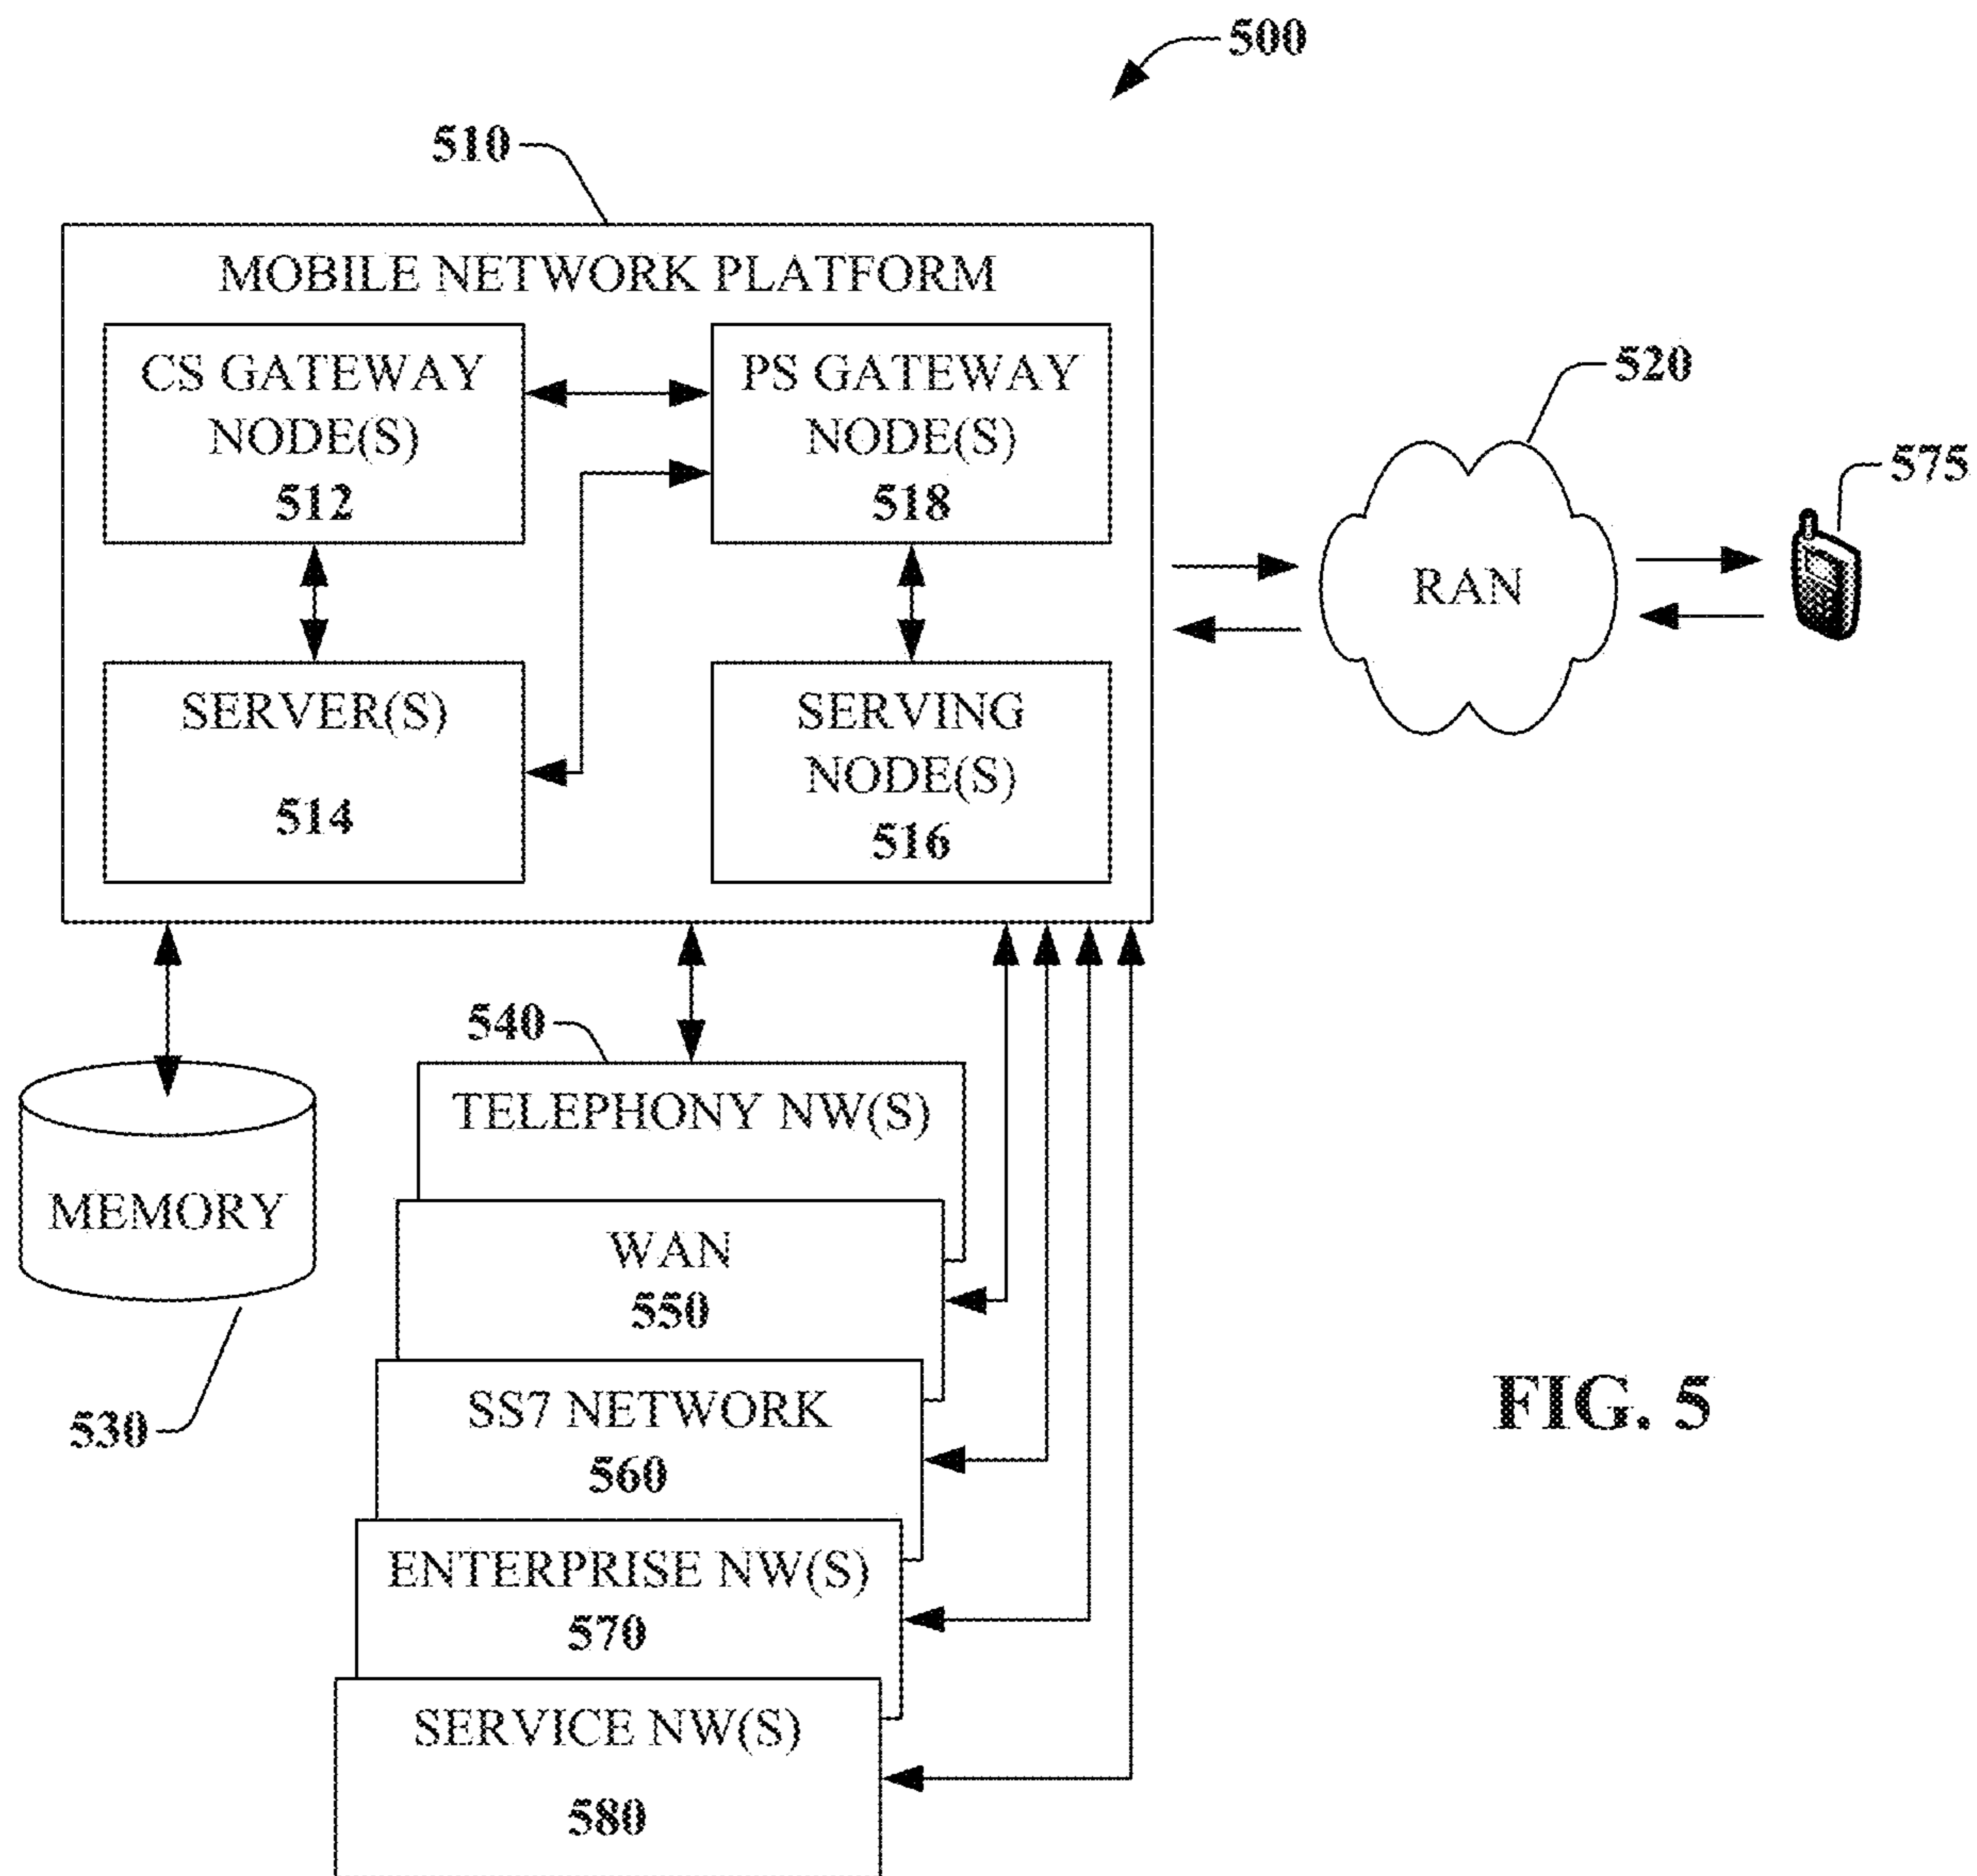 500
510
MOBILE NETWORK PLATFORM
CS GATEWAY
NODE(S)
512
PS GATEWAY
NODE(S)
518
520
575
RAN
SERVER(S)
514
SERVING
NODE(S)
516
540
TELEPHONY NW(S)
MEMORY
530
WAN
550
SS7 NETWORK
560
ENTERPRISE NW(S)
570
SERVICE NW(S)
580
FIG. 5